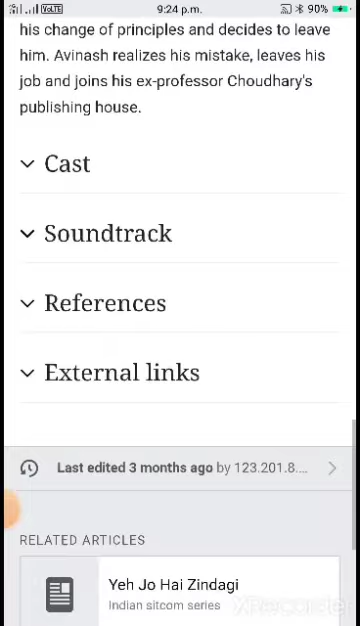 VoLTE 9:24 p.m. 90%
his change of principles and decides to leave
him. Avinash realizes his mistake, leaves his
job and joins his ex-professor Choudhary's
publishing house.
Cast
Soundtrack
References
External links
Last edited 3 months ago by 123.201.8....
RELATED ARTICLES
Yeh Jo Hai Zindagi
Indian sitcom series
XRecorder